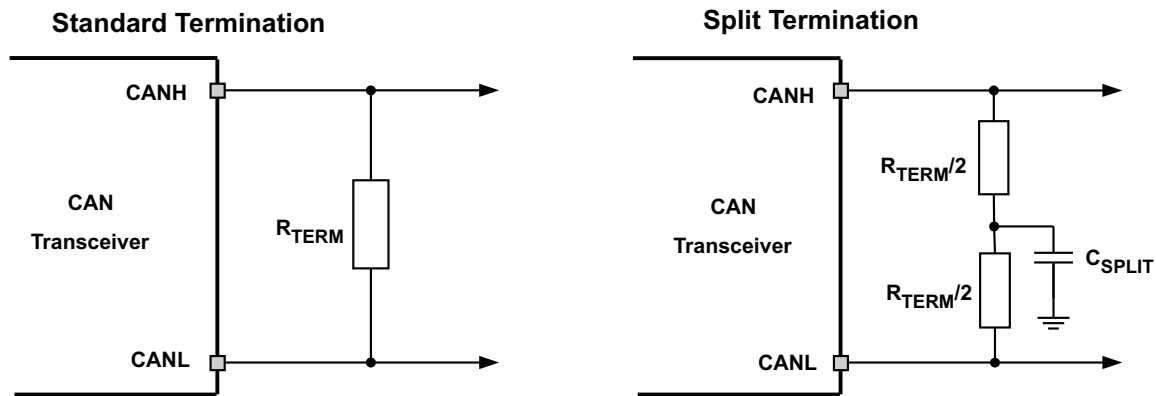 Standard Termination
CANH
CAN
Transceiver
RTERM
CANL
Split Termination
CANH
RTERM/2
CAN
Transceiver
CSPLIT
RTERM/2
CANL